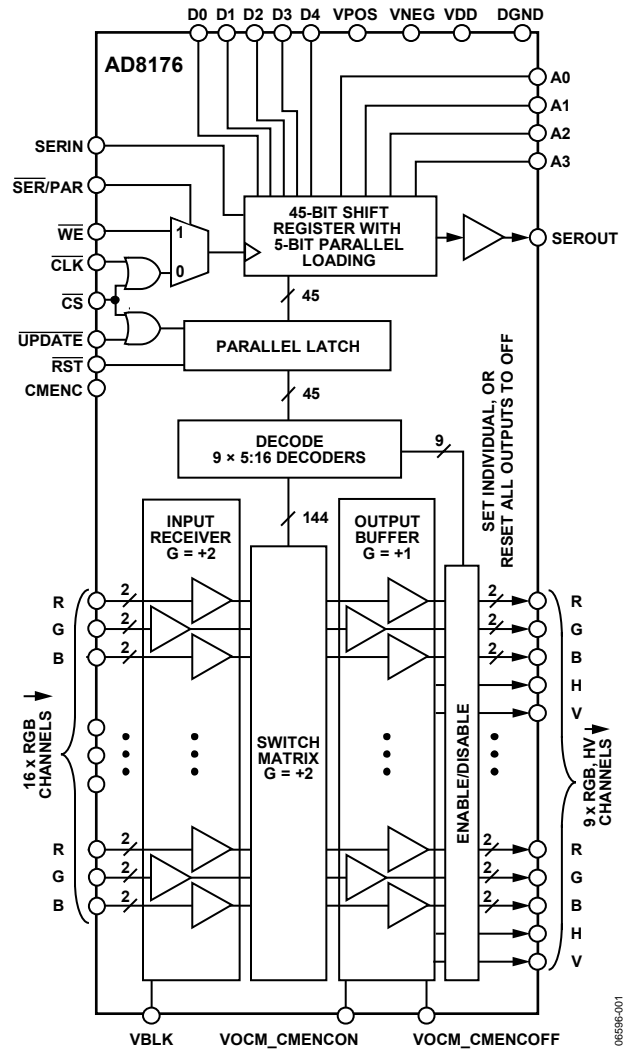 D0 D1 D2 D3 D4 VPOS VNEG VDD DGND
AD8176
A0
A1
A2
A3
SERIN
SER/PAR
WE
CLK
CS
UPDATE
RST
CMENC
1
0
45-BIT SHIFT
REGISTER WITH
5-BIT PARALLEL
LOADING
SEROUT
45
PARALLEL LATCH
45
DECODE
9 × 5:16 DECODERS
9
SET INDIVIDUAL, OR
RESET ALL OUTPUTS TO OFF
144
INPUT
RECEIVER
G = +2
OUTPUT
BUFFER
G = +1
SWITCH
MATRIX
G = +2
ENABLE/DISABLE
16 x RGB
CHANNELS
R 2 2 R
G 2 2 G
B 2 2 B
H
V
9 x RGB, HV
CHANNELS
R 2 2 R
G 2 2 G
B 2 2 B
H
V
VBLK VOCM_CMENCON VOCM_CMENCOFF
06596-001